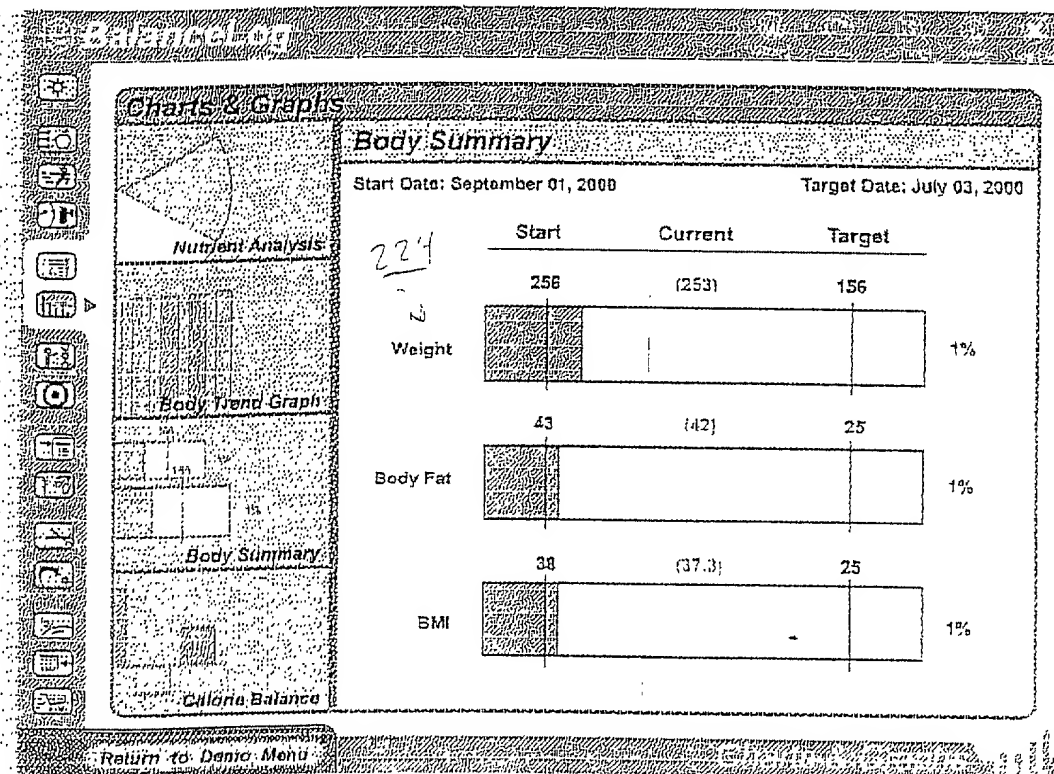 BalanceLog
Charts & Graphs
Nutrient Analysis
Body Trend Graph
Body Summary
Calorie Balance
Body Summary
Start Date: September 01, 2000 Target Date: July 03, 2000
Start Current Target
224
256 (253) 156
Weight 1%
43 (42) 25
Body Fat 1%
38 (37.3) 25
BMI 1%
Return to Demo Menu